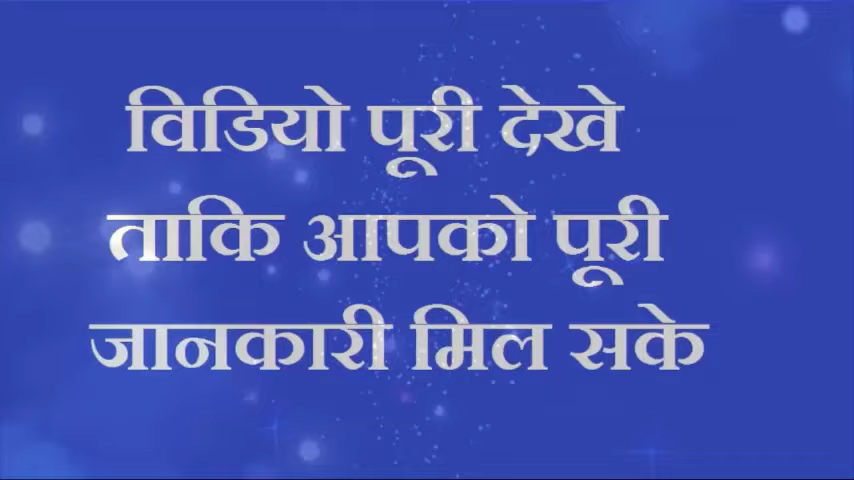 विडियो पूरी देखे
ताकि आपको पूरी
जानकारी मिल सके